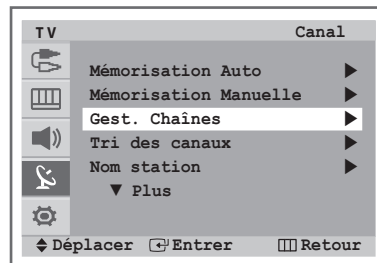 TV Canal
Mémorisation Auto ►
Mémorisation Manuelle ►
Gest. Chaînes ►
Tri des canaux ►
Nom station ►
▼ Plus
Déplacer Entrer Retour